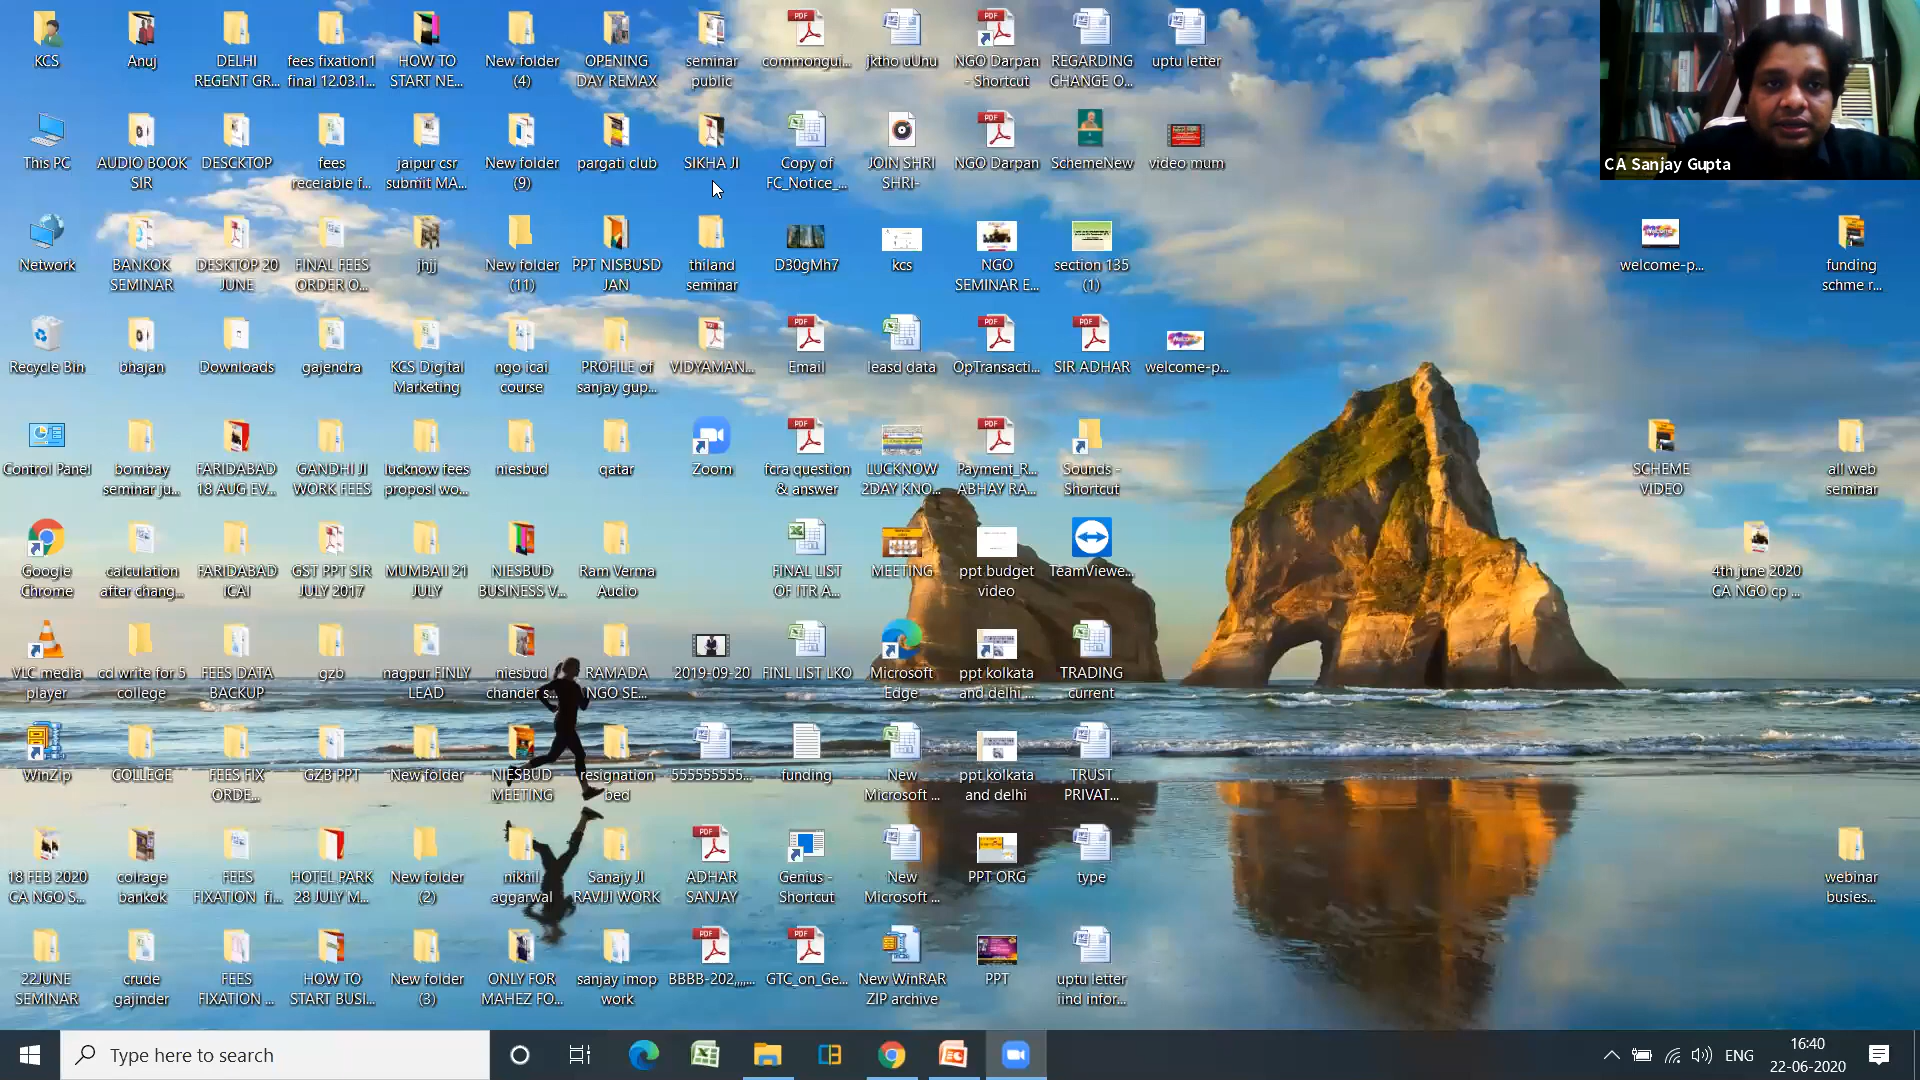 KCS
Anuj
DELHI
REGENT GR...
fees fixation1
final 12.03.1...
HOW TO
START NE...
New folder
(4)
OPENING
DAY REMAX
seminar
public
commongui...
jktho uUnu
NGO Darpan
- Shortcut
REGARDING
CHANGE O...
uptu letter
CA Sanjay Gupta
This PC
AUDIO BOOK
SIR
DESCKTOP
fees
receiable f...
jaipur csr
submit MA...
New folder
(9)
pargati club
SIKHA JI
Copy of
FC_Notice_...
JOIN SHRI
SHRI-
NGO Darpan
SchemeNew
video mum
Network
BANKOK
SEMINAR
DESKTOP 20
JUNE
FINAL FEES
ORDER O...
jhjj
New folder
(11)
PPT NISBUSD
JAN
thiland
seminar
D30gMh7
kcs
NGO
SEMINAR E...
section 135
(1)
welcome-p...
funding
schme r...
Recycle Bin
bhajan
Downloads
gajendra
KCS Digital
Marketing
ngo icai
course
PROFILE of
sanjay gup...
VIDYAMAN...
Email
leasd data
OpTransacti...
SIR ADHAR
welcome-p...
Control Panel
bombay
seminar ju...
FARIDABAD
18 AUG EV...
GANDHI JI
WORK FEES
lucknow fees
proposl wo...
niesbud
qatar
Zoom
fcra question
& answer
LUCKNOW
2DAY KNO...
Payment_R...
ABHAY RA...
Sounds -
Shortcut
SCHEME
VIDEO
all web
seminar
Google
Chrome
calculation
after chang...
FARIDABAD
ICAI
GST PPT SIR
JULY 2017
MUMBAII 21
JULY
NIESBUD
BUSINESS V...
Ram Verma
Audio
FINAL LIST
OF ITR A...
MEETING
ppt budget
video
TeamViewe...
4th june 2020
CA NGO cp ...
VLC media
player
cd write for 5
college
FEES DATA
BACKUP
gzb
nagpur FINLY
LEAD
niesbud
chander s...
RAMADA
NGO SE...
2019-09-20
FINL LIST LKO
Microsoft
Edge
ppt kolkata
and delhi ...
TRADING
current
WinZip
COLLEGE
FEES FIX
ORDE...
GZB PPT
New folder
NIESBUD
MEETING
resignation
bed
555555555...
funding
New
Microsoft ...
ppt kolkata
and delhi
TRUST
PRIVAT...
18 FEB 2020
CA NGO S...
colrage
bankok
FEES
FIXATION fi...
HOTEL PARK
28 JULY M...
New folder
(2)
nikhil
aggarwal
Sanajy JI
RAVIJI WORK
ADHAR
SANJAY
Genius -
Shortcut
New
Microsoft ...
PPT ORG
type
webinar
busies...
22JUNE
SEMINAR
crude
gajinder
FEES
FIXATION ...
HOW TO
START BUSI...
New folder
(3)
ONLY FOR
MAHEZ FO...
sanjay imop
work
BBBB-202,,,,...
GTC_on_Ge...
New WinRAR
ZIP archive
PPT
uptu letter
iind infor...
Type here to search
ENG
16:40
22-06-2020